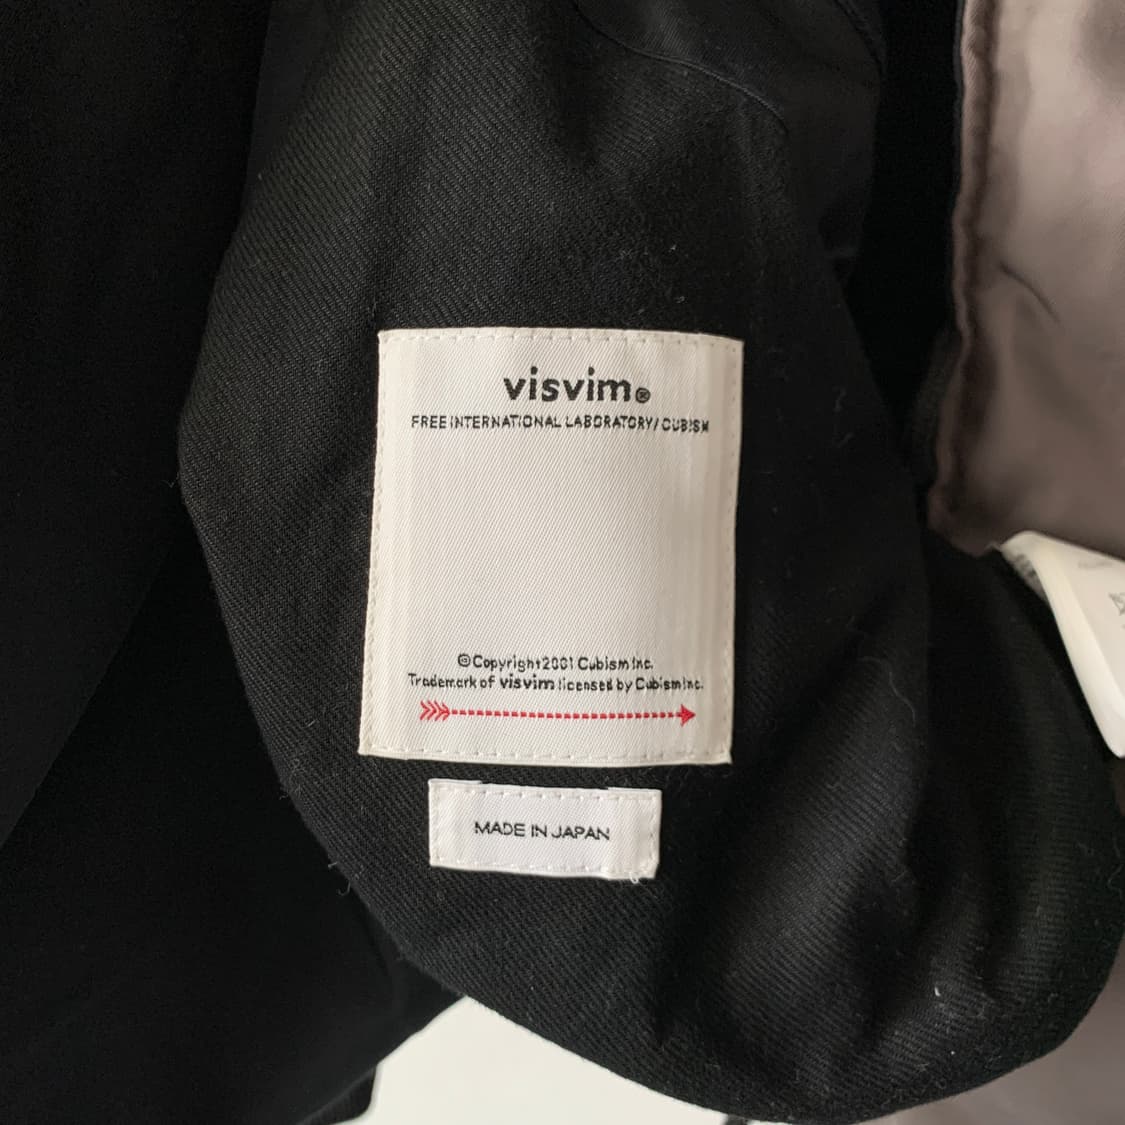 visvim®
FREE INTERNATIONAL LABORATORY/CUBISM
©Copyright2001 Cubism Inc.
Trademark of visvim licensed by Cubism Inc.
MADE IN JAPAN